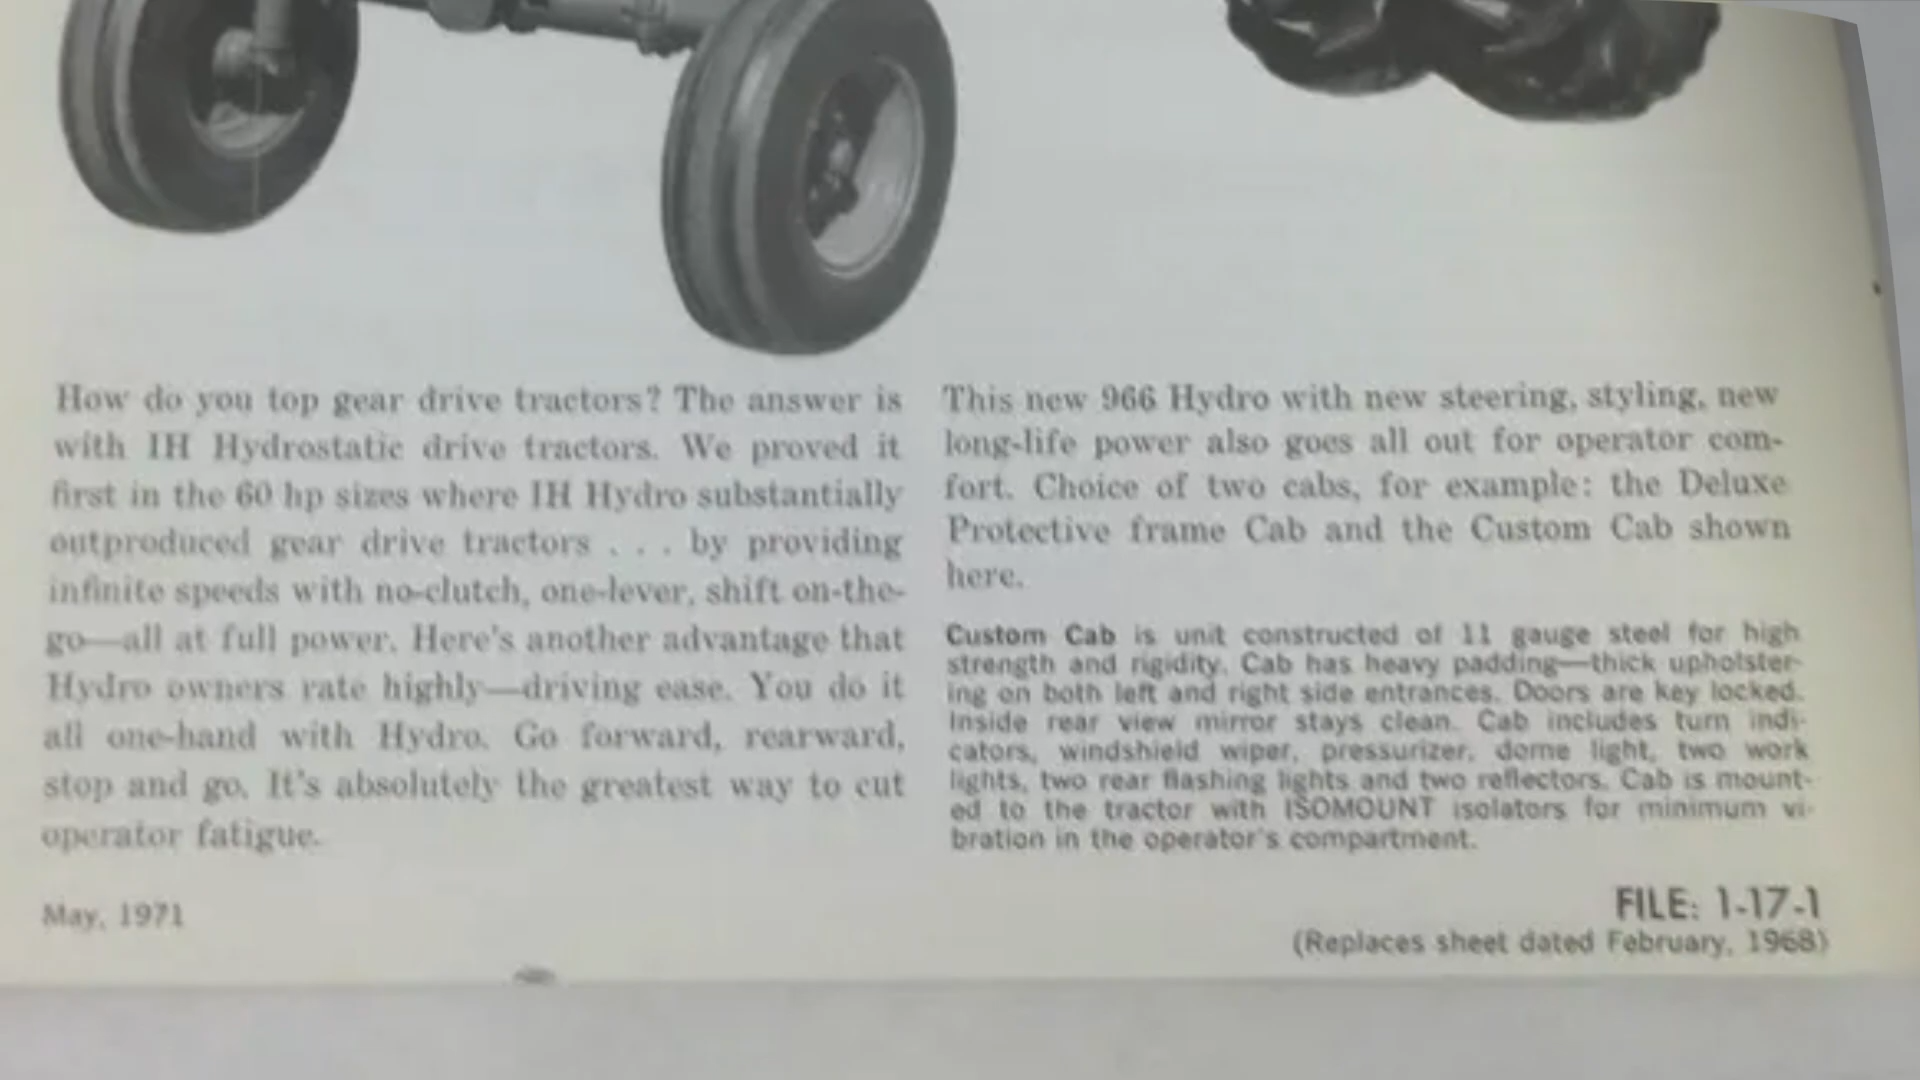 How do you top gear drive tractors? The answer is
with IH Hydrostatic drive tractors. We proved it
first in the 60 hp sizes where IH Hydro substantially
outproduced gear drive tractors . . . by providing
infinite speeds with no-clutch, one-lever, shift on-the-
go—all at full power. Here's another advantage that
Hydro owners rate highly—driving ease. You do it
all one-hand with Hydro. Go forward, rearward,
stop and go. It's absolutely the greatest way to cut
operator fatigue.
May, 1971
This new 966 Hydro with new steering, styling, new
long-life power also goes all out for operator com-
fort. Choice of two cabs, for example: the Deluxe
Protective frame Cab and the Custom Cab shown
here.
Custom Cab is unit constructed of 11 gauge steel for high
strength and rigidity. Cab has heavy padding—thick upholster-
ing on both left and right side entrances. Doors are key locked.
Inside rear view mirror stays clean. Cab includes turn indi-
cators, windshield wiper, pressurizer, dome light, two work
lights, two rear flashing lights and two reflectors. Cab is mount-
ed to the tractor with ISOMOUNT isolators for minimum vi-
bration in the operator's compartment.
FILE: 1-17-1
(Replaces sheet dated February, 1968)